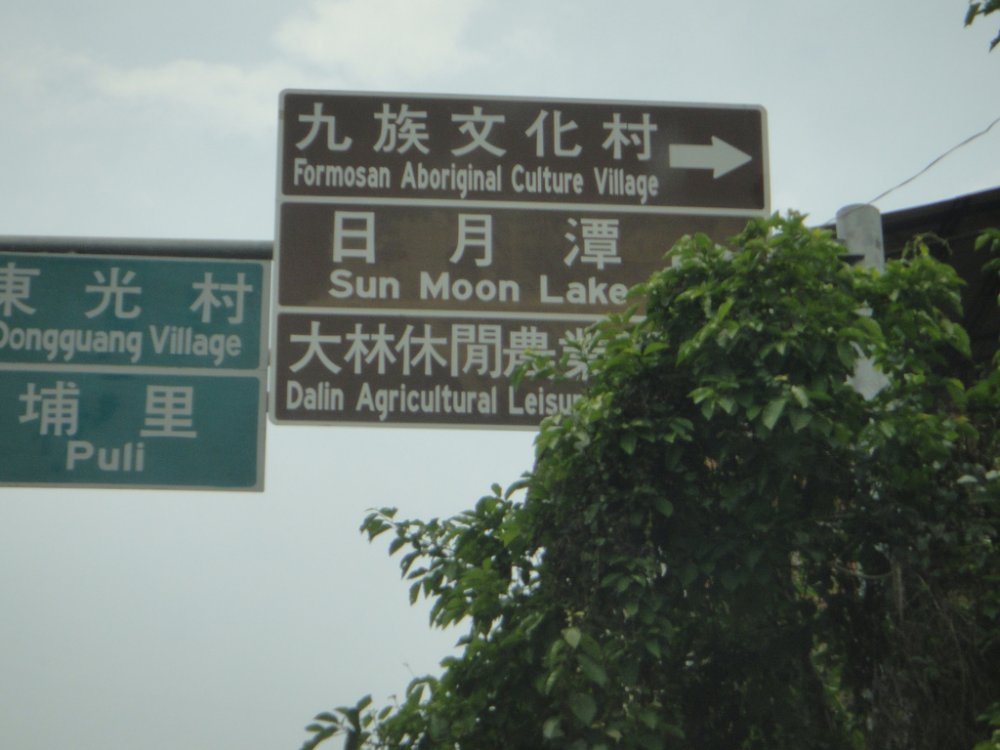 九族文化村
Formosan Aboriginal Culture Village
日月潭
Sun Moon Lake
大林休閒農業
Dalin Agricultural
東光村
Dongguang Village
埔里
Puli